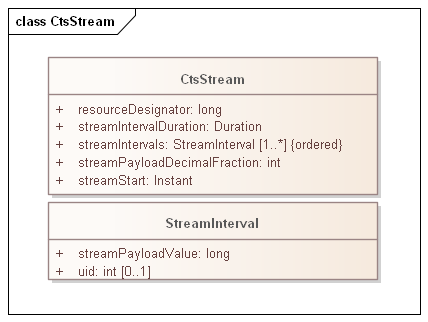 class CtsStream
CtsStream
+ resourceDesignator: long
+ streamIntervalDuration: Duration
+ streamIntervals: StreamInterval [1..*] {ordered}
+ streamPayloadDecimalFraction: int
+ streamStart: Instant
StreamInterval
+ streamPayloadValue: long
+ uid: int [0..1]